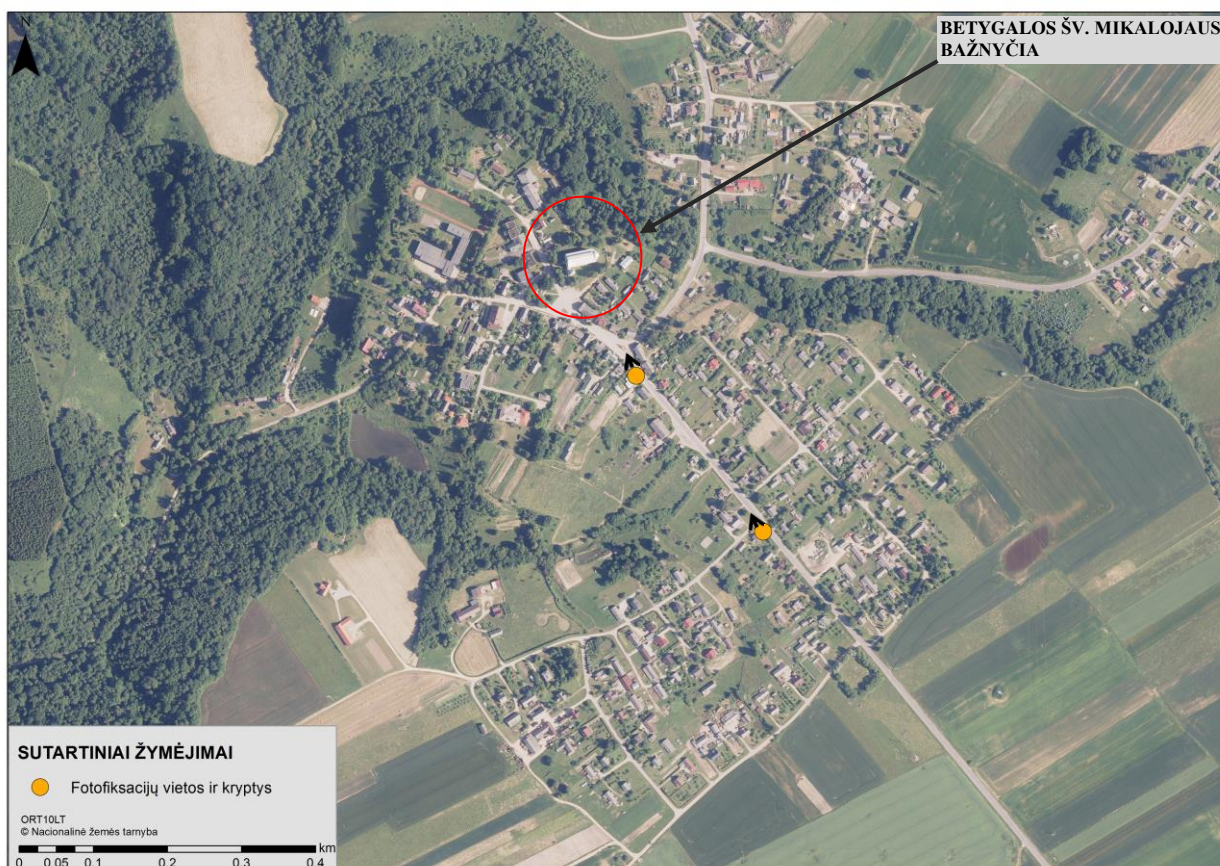 N
BETYGALOS ŠV. MIKALOJAUS
BAŽNYČIA
SUTARTINIAI ŽYMĖJIMAI
Fotofiksacijų vietos ir kryptys
ORT10LT
© Nacionalinė žemės tarnyba
km
0 0.05 0.1 0.2 0.3 0.4